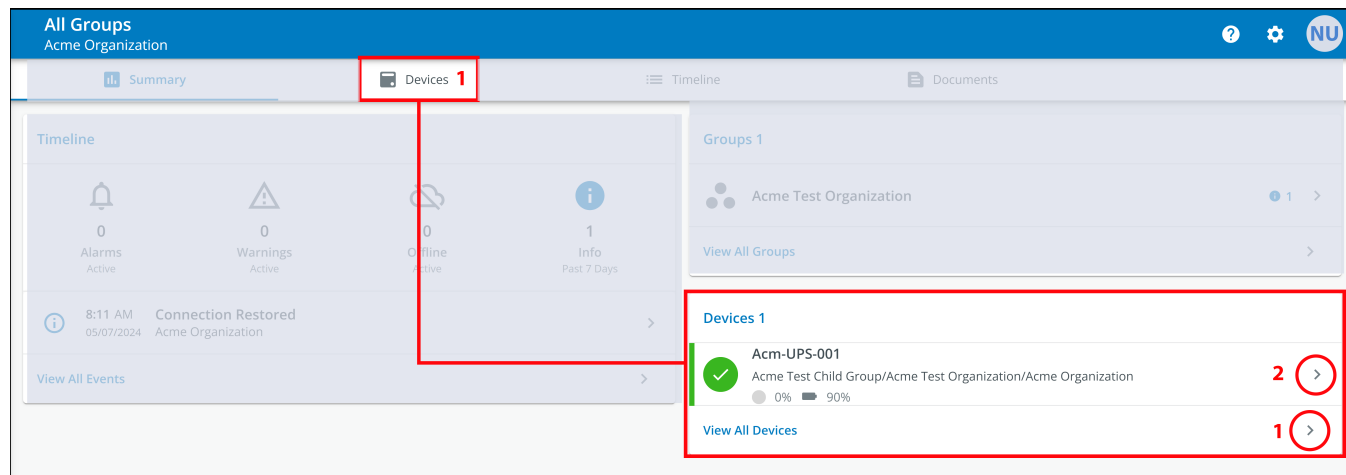 All Groups
Acme Organization
NU
Summary
Devices 1
Timeline
Documents
Timeline
0
Alarms
Active
0
Warnings
Active
0
Offline
Active
1
Info
Past 7 Days
8:11 AM Connection Restored
05/07/2024 Acme Organization
View All Events
Groups 1
Acme Test Organization
1
View All Groups
Devices 1
Acm-UPS-001
Acme Test Child Group/Acme Test Organization/Acme Organization
2
0% 90%
View All Devices
1